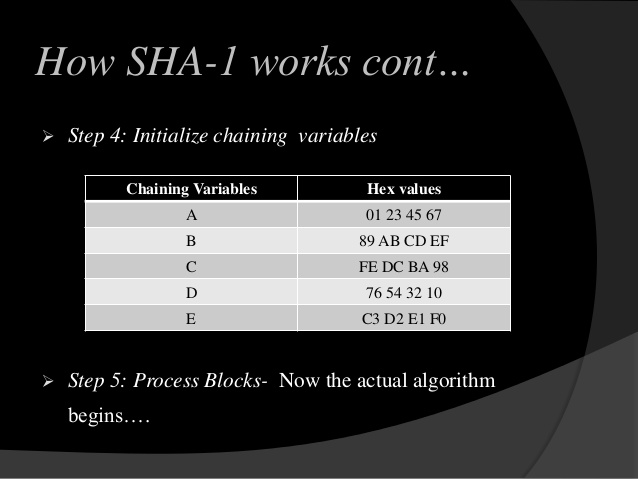 How SHA-1 works cont…
➢ Step 4: Initialize chaining variables
Chaining Variables Hex values
A 01 23 45 67
B 89 AB CD EF
C FE DC BA 98
D 76 54 32 10
E C3 D2 E1 F0
➢ Step 5: Process Blocks- Now the actual algorithm
begins….